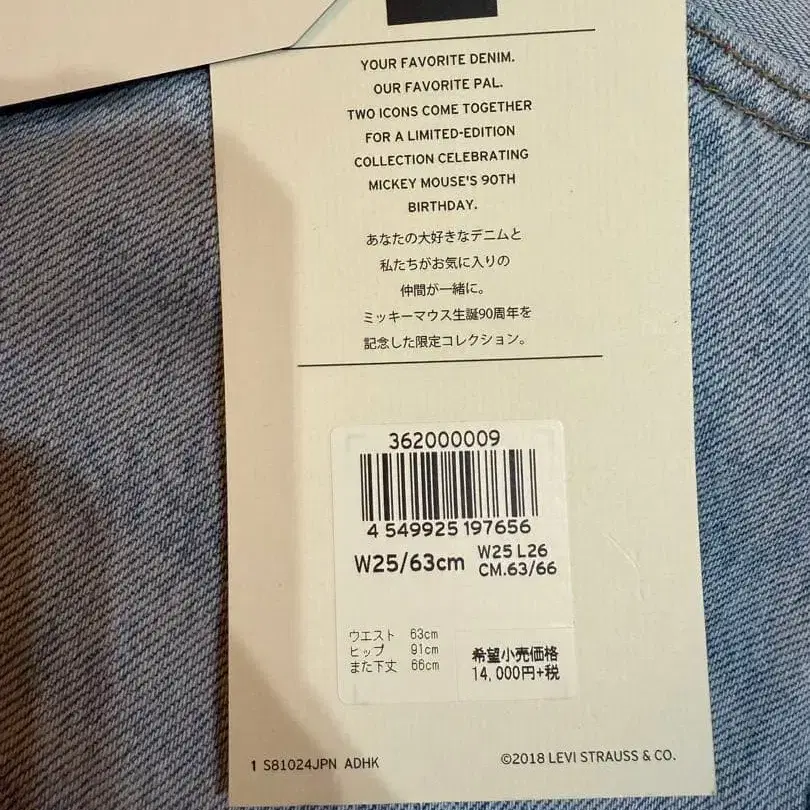 YOUR FAVORITE DENIM.
OUR FAVORITE PAL.
TWO ICONS COME TOGETHER
FOR A LIMITED-EDITION
COLLECTION CELEBRATING
MICKEY MOUSE'S 90TH
BIRTHDAY.
あなたの大好きなデニムと
私たちがお気に入りの
仲間が一緒に。
ミッキーマウス生誕90周年を
記念した限定コレクション。
362000009
4 549925 197656
W25/63cm
W25 L26
CM.63/66
ウエスト 63cm
ヒップ 91cm
また下丈 66cm
希望小売価格
14,000円+税
1 S81024JPN ADHK
©2018 LEVI STRAUSS & CO.